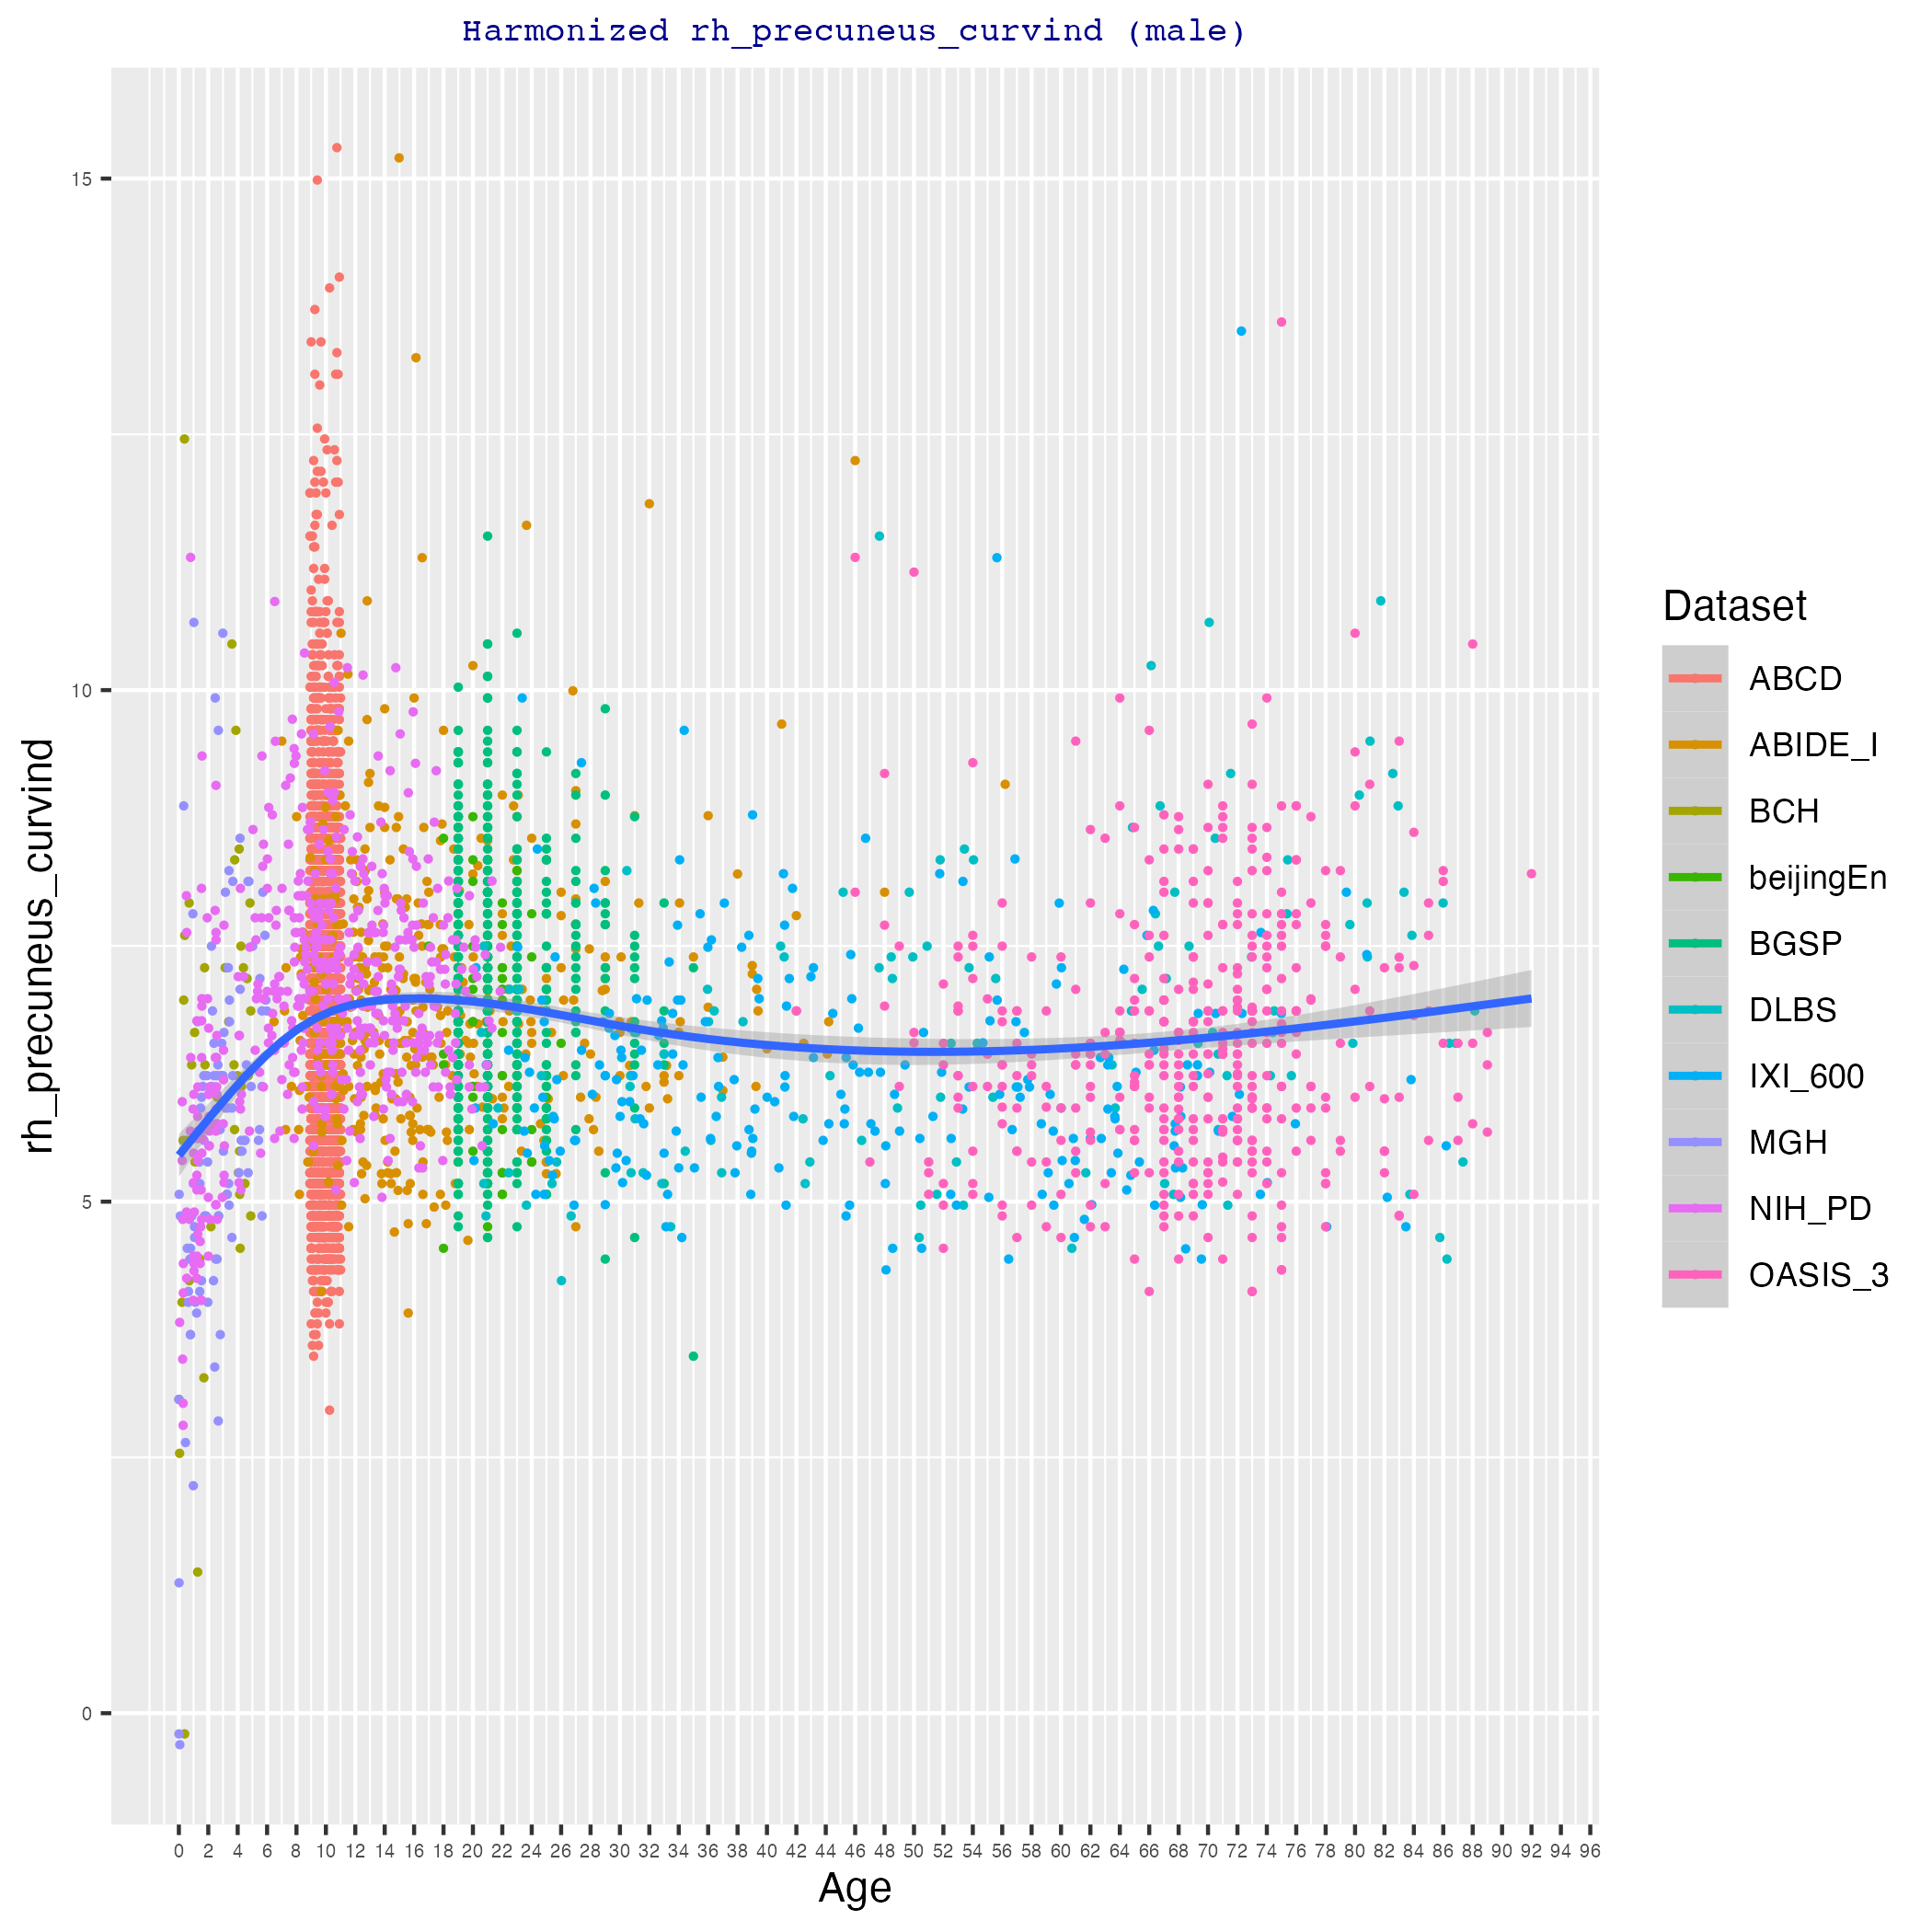 Harmonized rh_precuneus_curvind (male)
rh_precuneus_curvind
15
10
5
0
0 2 4 6 8 10 12 14 16 18 20 22 24 26 28 30 32 34 36 38 40 42 44 46 48 50 52 54 56 58 60 62 64 66 68 70 72 74 76 78 80 82 84 86 88 90 92 94 96
Age
Dataset
ABCD
ABIDE_I
BCH
beijingEn
BGSP
DLBS
IXI_600
MGH
NIH_PD
OASIS_3